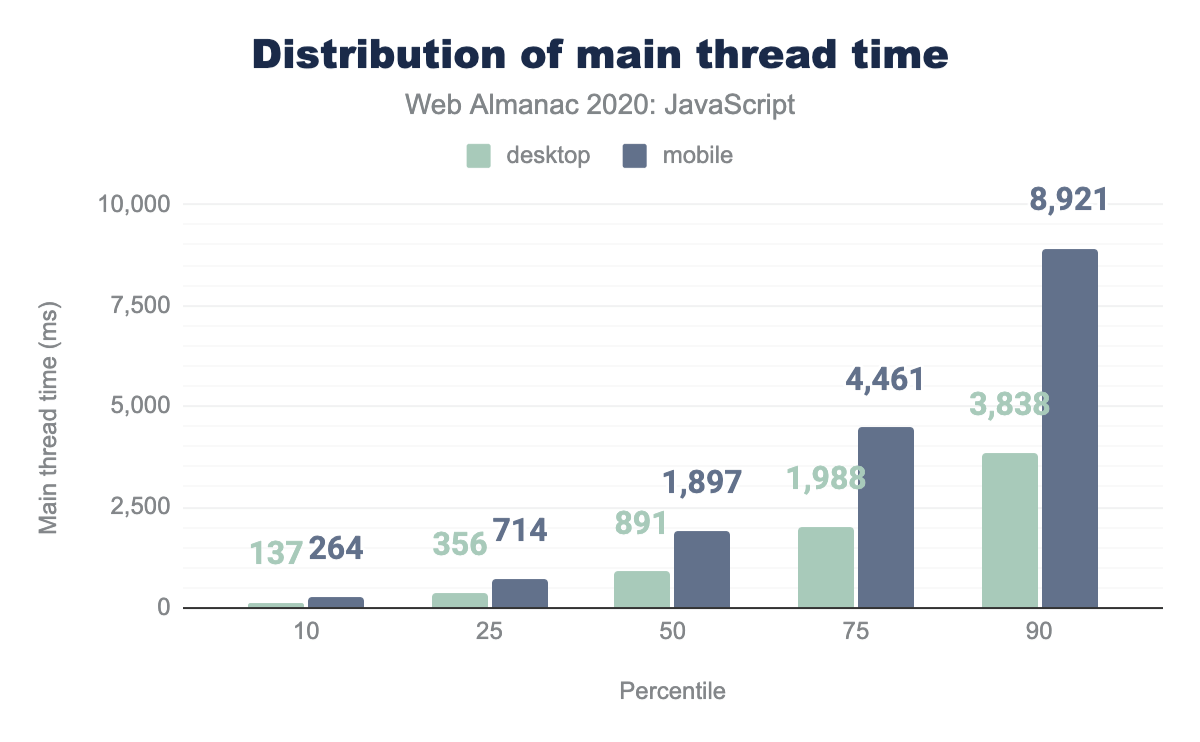 Distribution of main thread time
Web Almanac 2020: JavaScript
desktop mobile
10,000
7,500
5,000
2,500
0
Main thread time (ms)
137 264
356 714
891 1,897
1,988 4,461
3,838 8,921
10 25 50 75 90
Percentile